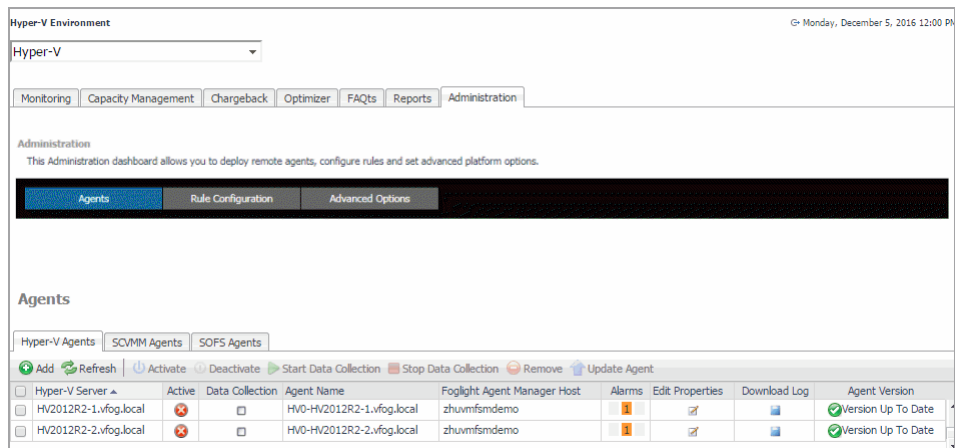 Hyper-V Environment Monday, December 5, 2016 12:00 PM
Hyper-V
Monitoring Capacity Management Chargeback Optimizer FAQts Reports Administration
Administration
This Administration dashboard allows you to deploy remote agents, configure rules and set advanced platform options.
Agents Rule Configuration Advanced Options
Agents
Hyper-V Agents SCVMM Agents SOFS Agents
Add Refresh Activate Deactivate Start Data Collection Stop Data Collection Remove Update Agent
Hyper-V Server Active Data Collection Agent Name Foglight Agent Manager Host Alarms Edit Properties Download Log Agent Version
HV2012R2-1.vfog.local HV0-HV2012R2-1.vfog.local zhuvmfsmdemo 1 Version Up To Date
HV2012R2-2.vfog.local HV0-HV2012R2-2.vfog.local zhuvmfsmdemo 1 Version Up To Date